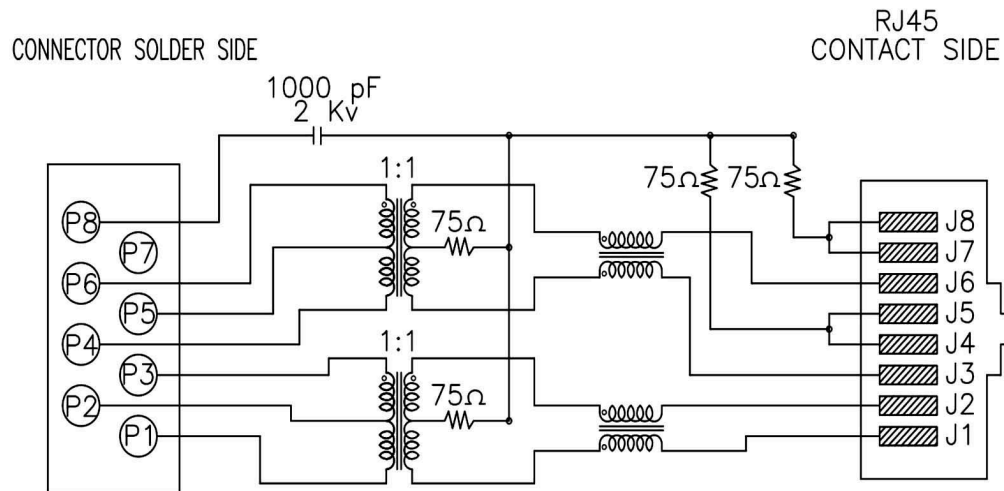 RJ45
CONNECTOR SOLDER SIDE
CONTACT SIDE
1000 pF
2 Kv
1:1
75Ω
75Ω
75Ω
P8
P7
P6
P5
P4
P3
P2
P1
1:1
75Ω
J8
J7
J6
J5
J4
J3
J2
J1